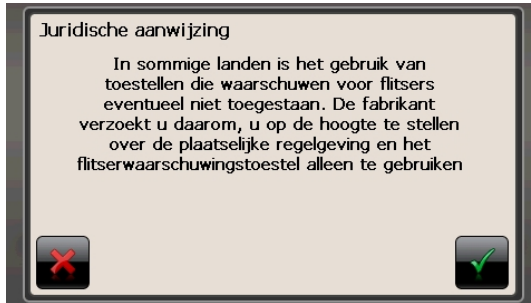 Juridische aanwijzing
In sommige landen is het gebruik van
toestellen die waarschuwen voor flitsers
eventueel niet toegestaan. De fabrikant
verzoekt u daarom, u op de hoogte te stellen
over de plaatselijke regelgeving en het
flitserwaarschuwingstoestel alleen te gebruiken